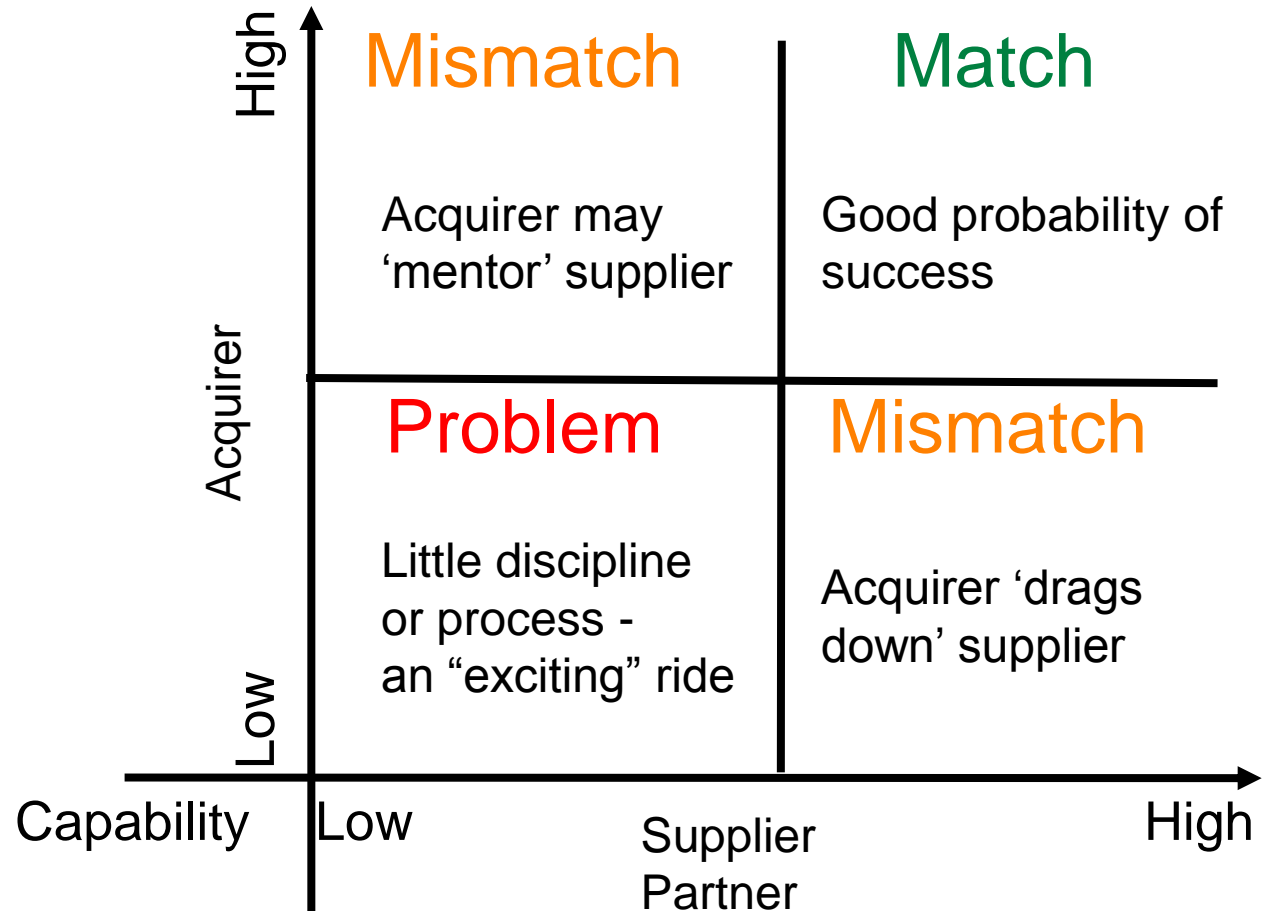 High
Mismatch
Match
Acquirer may
‘mentor’ supplier
Good probability of
success
Acquirer
Problem
Mismatch
Little discipline
or process -
an “exciting” ride
Acquirer ‘drags
down’ supplier
Low
Capability
Low
Supplier
Partner
High